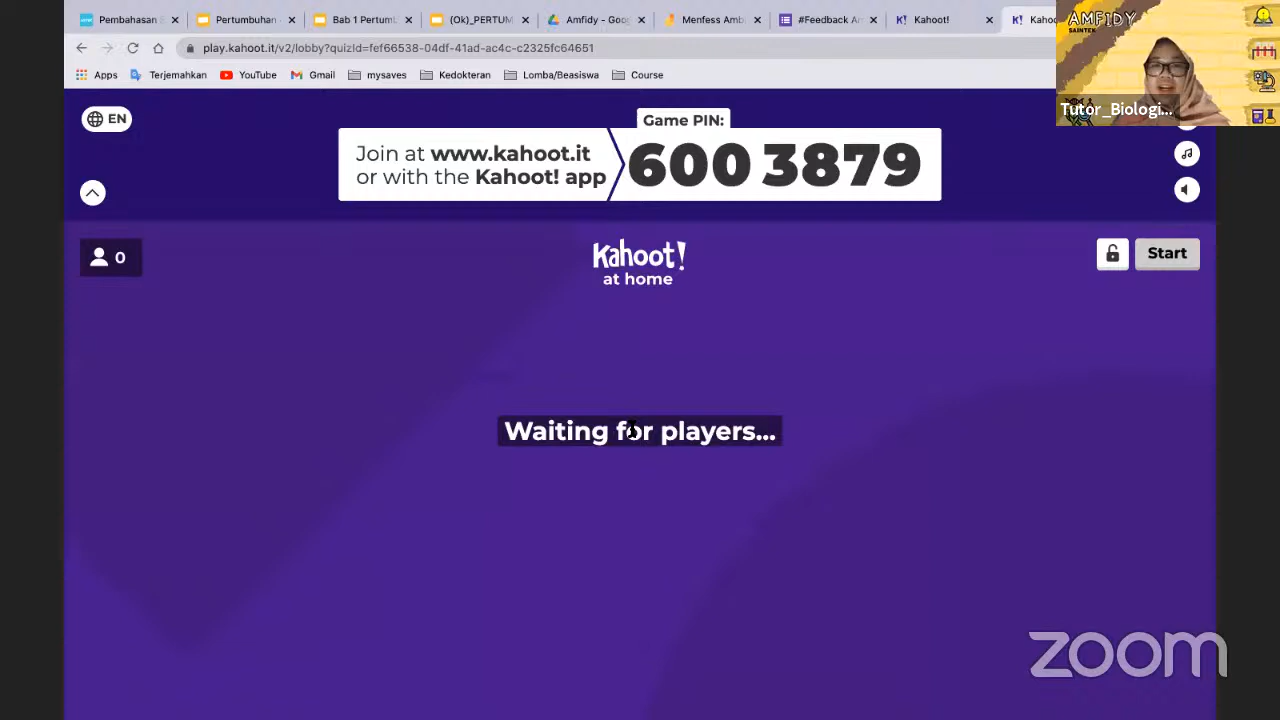 Pembahasan S
Pertumbuhan
Bab 1 Pertumb
(Ok)_PERTUM
Amfidy - Goog
Menfess Amb
#Feedback A
Kahoot!
Kahoo
play.kahoot.it/v2/lobby?quizId=fef66538-04df-41ad-ac4c-c2325fc64651
Apps
Terjemahkan
YouTube
Gmail
mysaves
Kedokteran
Lomba/Beasiswa
Course
AMFIDY
SAINTEK
Tutor_Biologi...
EN
Game PIN:
Join at www.kahoot.it
or with the Kahoot! app
600 3879
0
Kahoot!
at home
Start
Waiting for players...
zoom